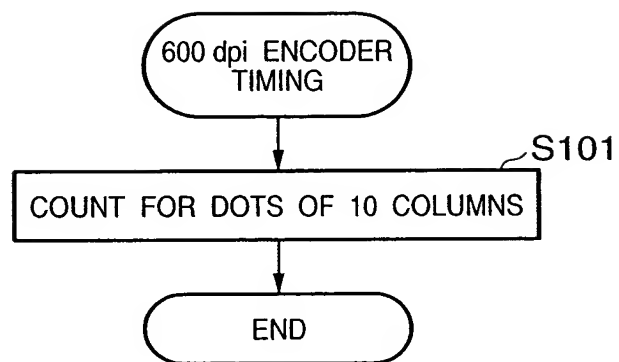 600 dpi ENCODER
TIMING
S101
COUNT FOR DOTS OF 10 COLUMNS
END